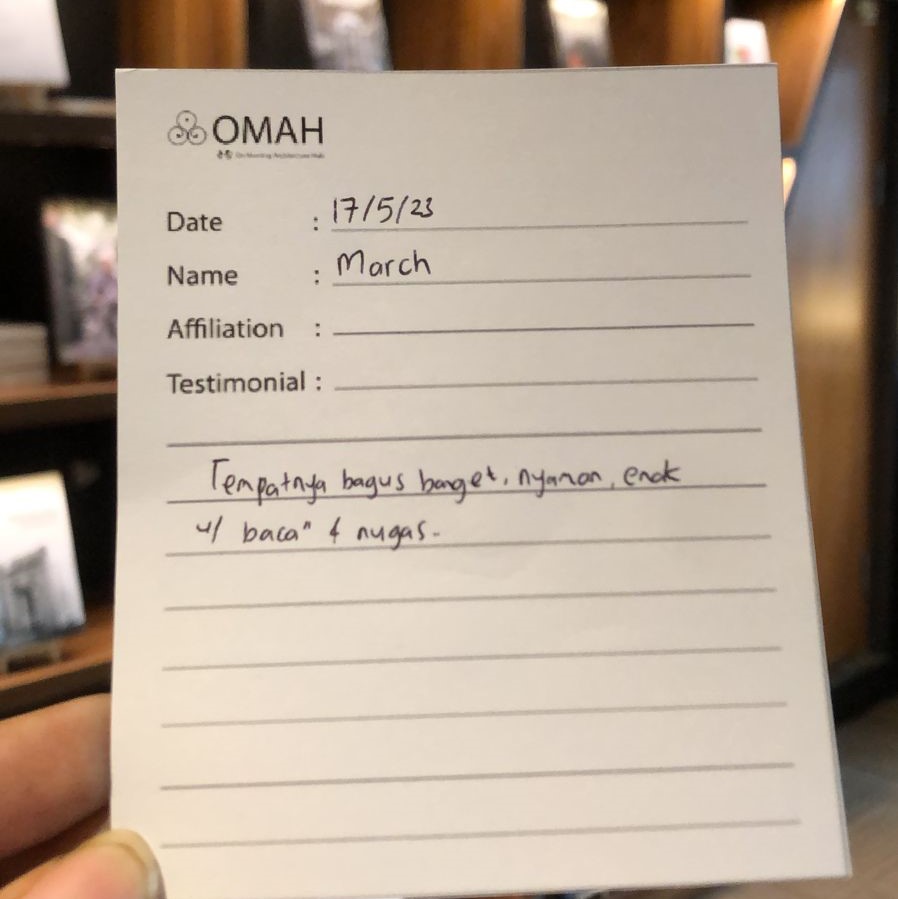 OMAH
Date : 17/5/23
Name : March
Affiliation :
Testimonial :
Tempatnya bagus banget, nyaman, enak
u/ baca" & nugas.